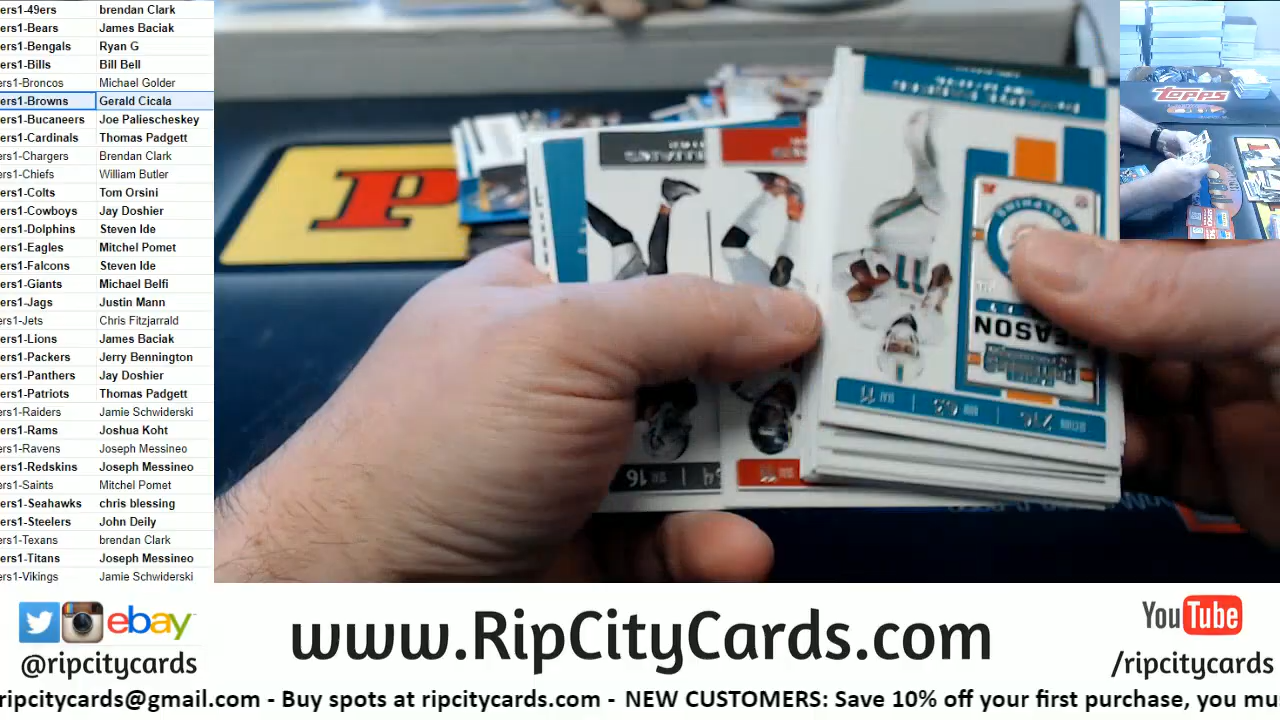 ers1-49ers brendan Clark
ers1-Bears James Baciak
ers1-Bengals Ryan G
ers1-Bills Bill Bell
ers1-Broncos Michael Golder
ers1-Browns Gerald Cicala
ers1-Bucaneers Joe Paliescheskey
ers1-Cardinals Thomas Padgett
ers1-Chargers Brendan Clark
ers1-Chiefs William Butler
ers1-Colts Tom Orsini
ers1-Cowboys Jay Doshier
ers1-Dolphins Steven Ide
ers1-Eagles Mitchel Pomet
ers1-Falcons Steven Ide
ers1-Giants Michael Belfi
ers1-Jags Justin Mann
ers1-Jets Chris Fitzjarrald
ers1-Lions James Baciak
ers1-Packers Jerry Bennington
ers1-Panthers Jay Doshier
ers1-Patriots Thomas Padgett
ers1-Raiders Jamie Schwiderski
ers1-Rams Joshua Koht
ers1-Ravens Joseph Messineo
ers1-Redskins Joseph Messineo
ers1-Saints Mitchel Pomet
ers1-Seahawks chris blessing
ers1-Steelers John Deily
ers1-Texans brendan Clark
ers1-Titans Joseph Messineo
ers1-Vikings Jamie Schwiderski
P
DOLPHINS
EASON
11
16
topps
ebay
@ripcitycards
www.RipCityCards.com
YouTube
/ripcitycards
ripcitycards@gmail.com - Buy spots at ripcitycards.com - NEW CUSTOMERS: Save 10% off your first purchase, you mu